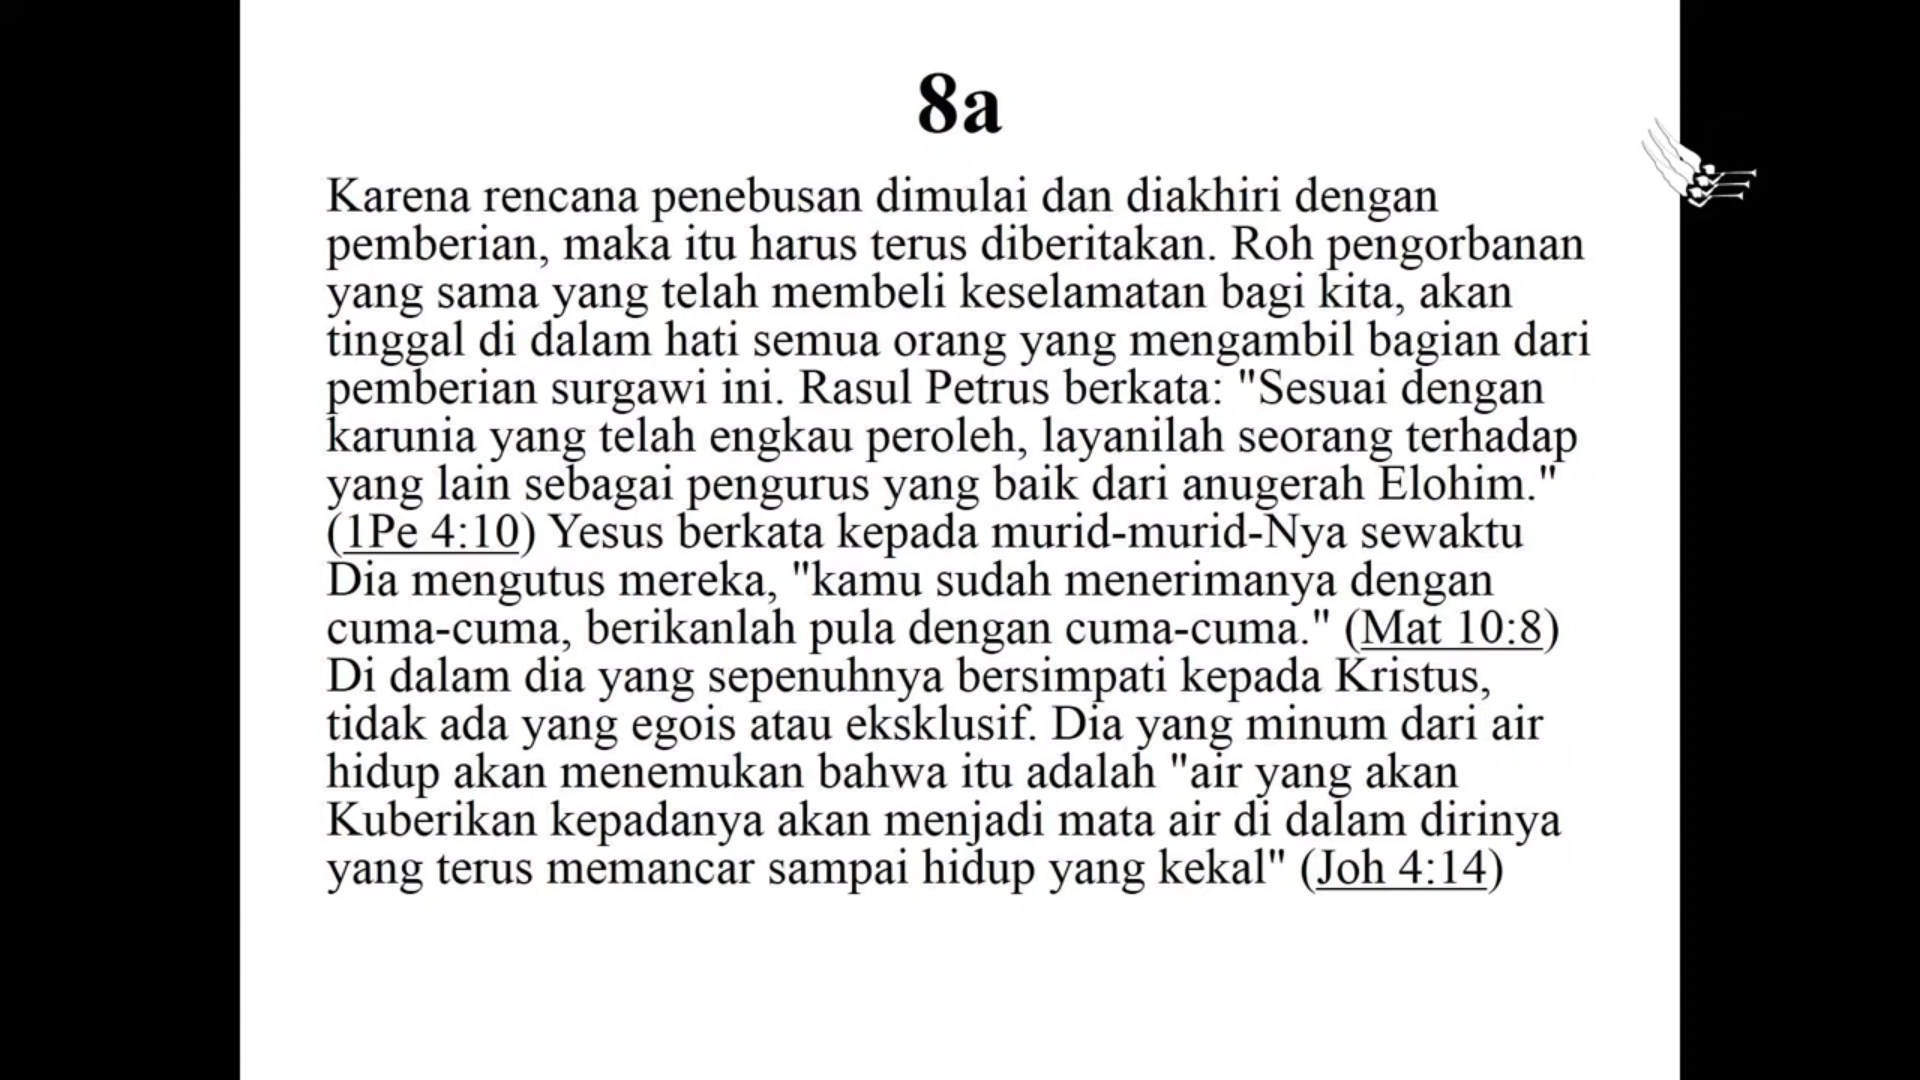 8a
Karena rencana penebusan dimulai dan diakhiri dengan
pemberian, maka itu harus terus diberitakan. Roh pengorbanan
yang sama yang telah membeli keselamatan bagi kita, akan
tinggal di dalam hati semua orang yang mengambil bagian dari
pemberian surgawi ini. Rasul Petrus berkata: "Sesuai dengan
karunia yang telah engkau peroleh, layanilah seorang terhadap
yang lain sebagai pengurus yang baik dari anugerah Elohim."
(1Pe 4:10) Yesus berkata kepada murid-murid-Nya sewaktu
Dia mengutus mereka, "kamu sudah menerimanya dengan
cuma-cuma, berikanlah pula dengan cuma-cuma." (Mat 10:8)
Di dalam dia yang sepenuhnya bersimpati kepada Kristus,
tidak ada yang egois atau eksklusif. Dia yang minum dari air
hidup akan menemukan bahwa itu adalah "air yang akan
Kuberikan kepadanya akan menjadi mata air di dalam dirinya
yang terus memancar sampai hidup yang kekal" (Joh 4:14)